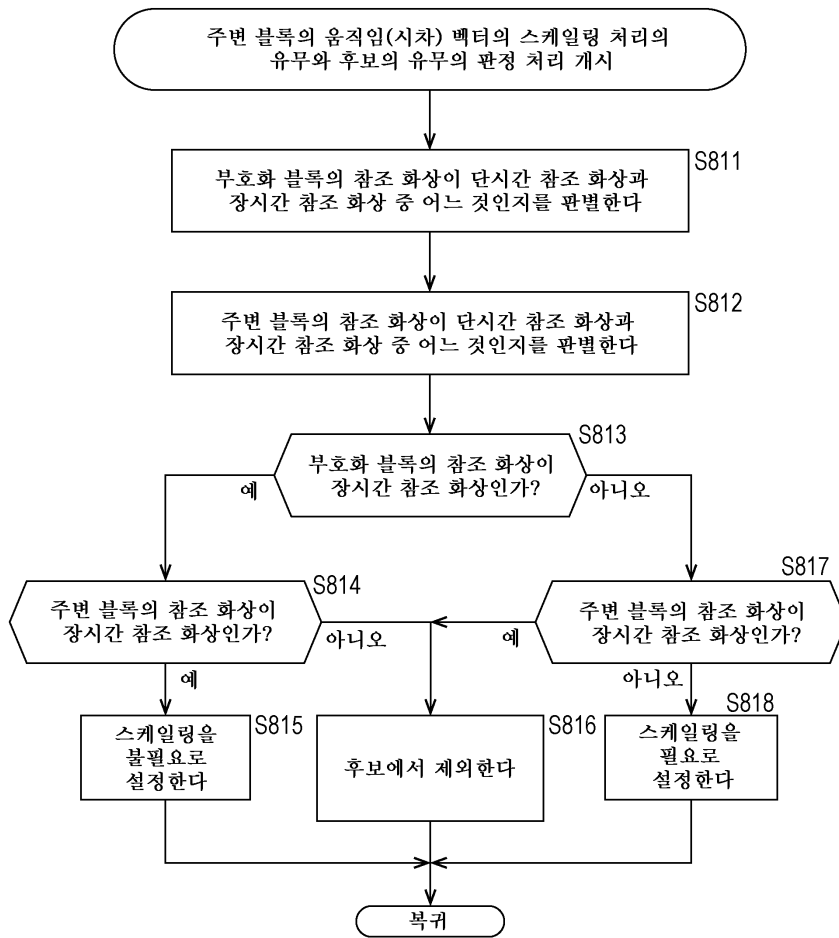 주변 블록의 움직임(시차) 벡터의 스케일링 처리의
유무와 후보의 유무의 판정 처리 개시
S811
부호화 블록의 참조 화상이 단시간 참조 화상과
장시간 참조 화상 중 어느 것인지를 판별한다
S812
주변 블록의 참조 화상이 단시간 참조 화상과
장시간 참조 화상 중 어느 것인지를 판별한다
S813
부호화 블록의 참조 화상이
장시간 참조 화상인가?
예
아니오
S814
주변 블록의 참조 화상이
장시간 참조 화상인가?
아니오
예
S817
주변 블록의 참조 화상이
장시간 참조 화상인가?
예
아니오
S815
스케일링을
불필요로
설정한다
S816
후보에서 제외한다
S818
스케일링을
필요로
설정한다
복귀